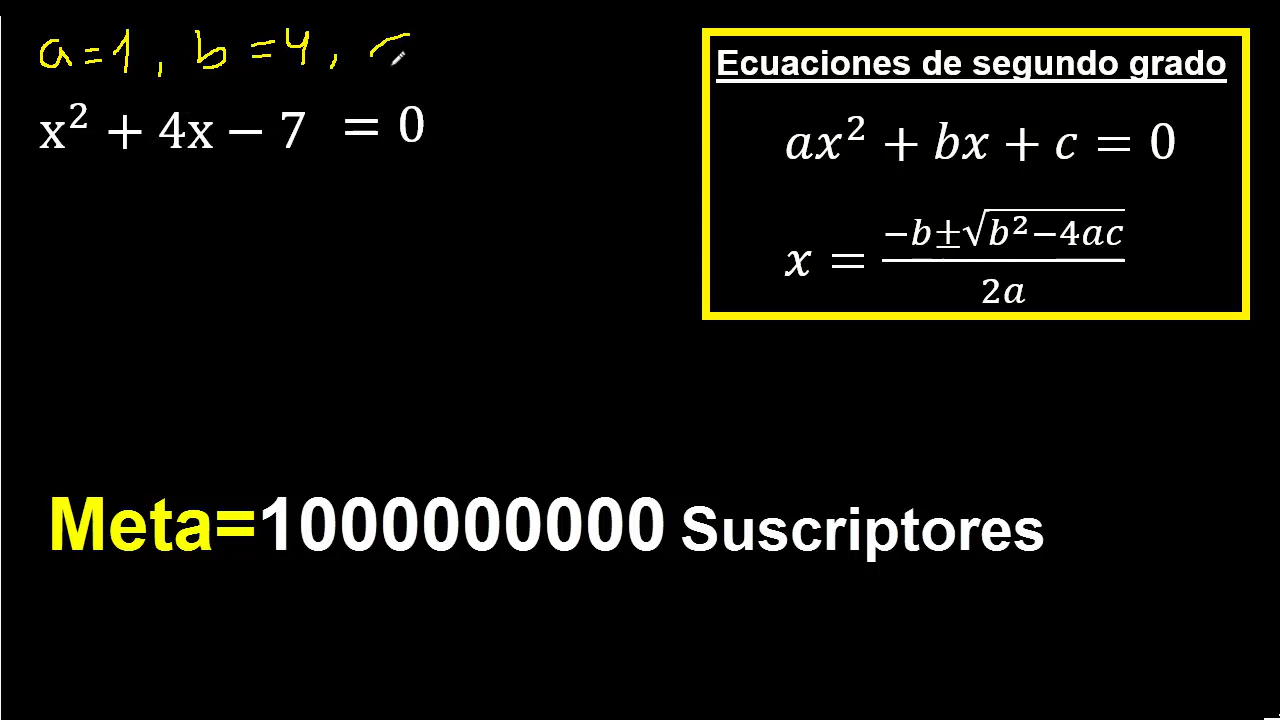 a=1, b=4,
x² + 4x − 7 = 0
Ecuaciones de segundo grado
ax² + bx + c = 0
x = (−b±√(b²−4ac))/(2a)
Meta=1000000000 Suscriptores